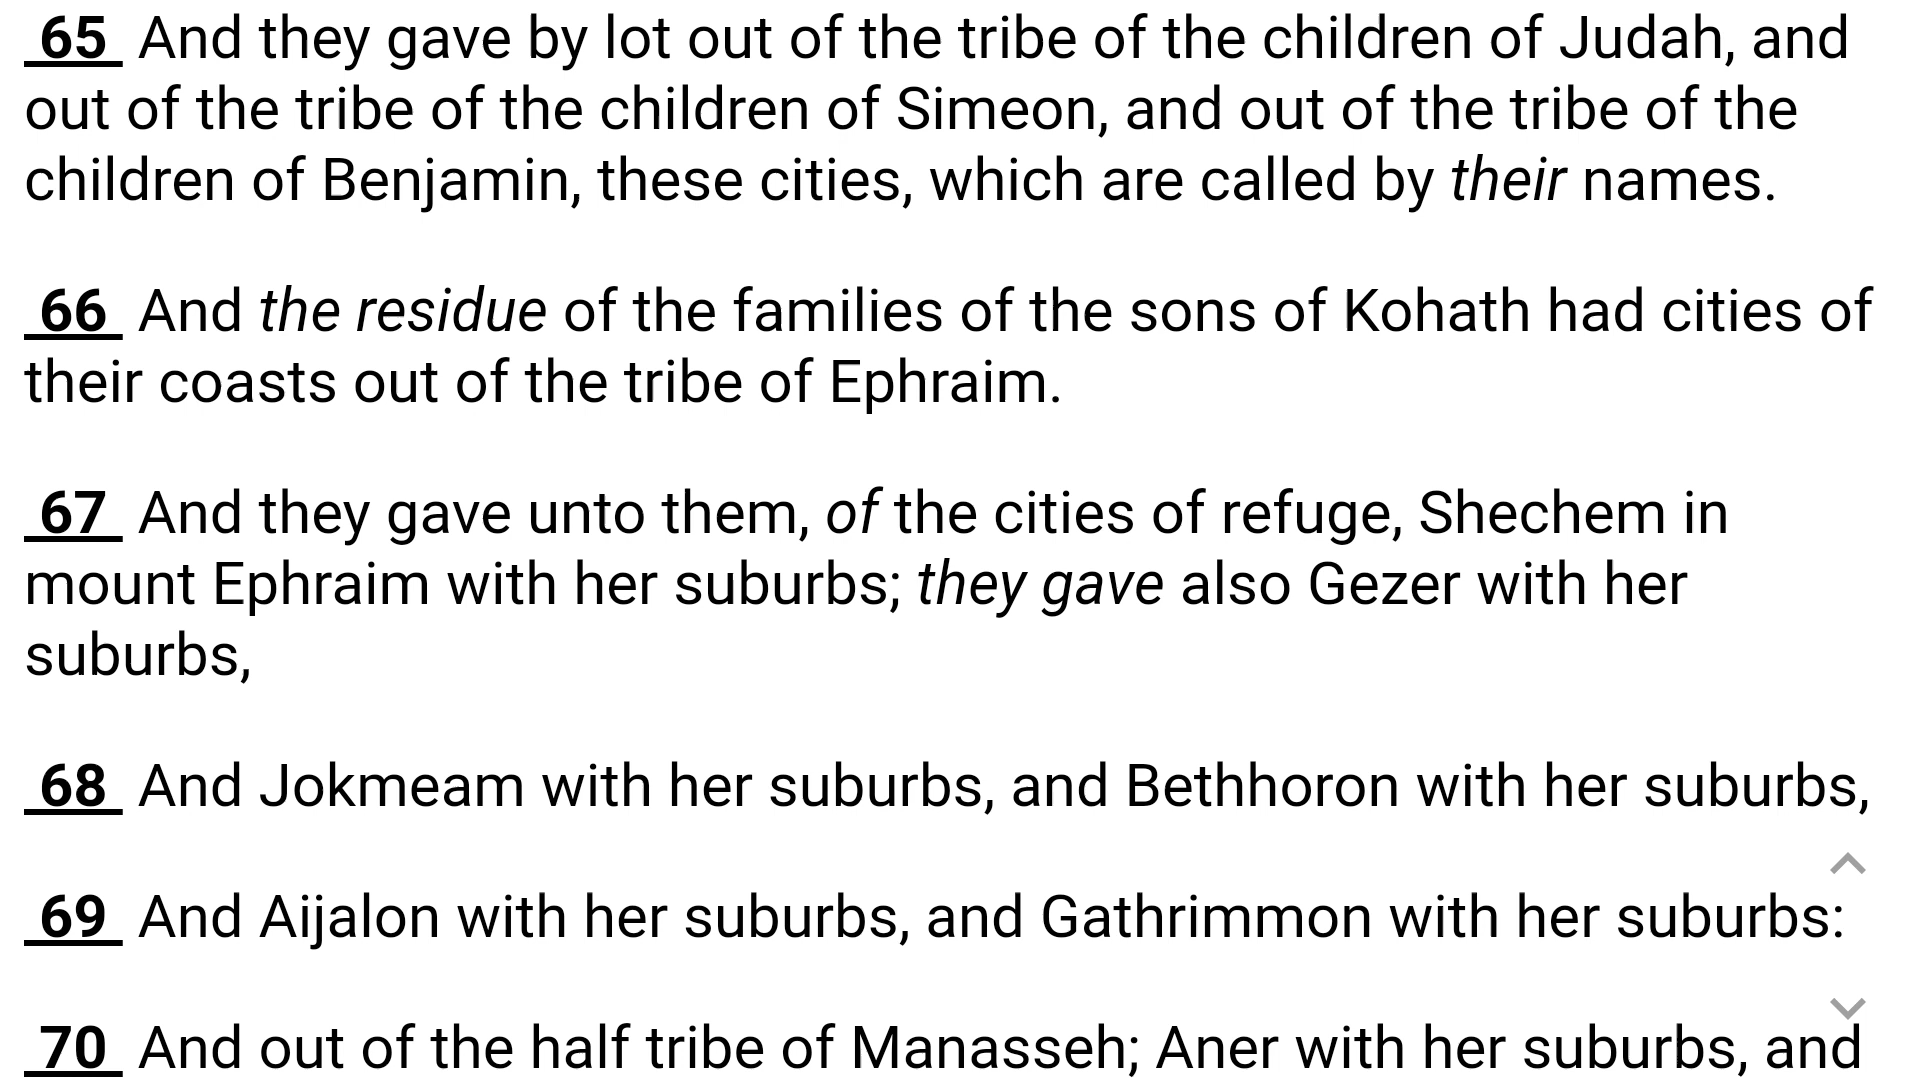 65 And they gave by lot out of the tribe of the children of Judah, and
out of the tribe of the children of Simeon, and out of the tribe of the
children of Benjamin, these cities, which are called by their names.
66 And the residue of the families of the sons of Kohath had cities of
their coasts out of the tribe of Ephraim.
67 And they gave unto them, of the cities of refuge, Shechem in
mount Ephraim with her suburbs; they gave also Gezer with her
suburbs,
68 And Jokmeam with her suburbs, and Bethhoron with her suburbs,
69 And Aijalon with her suburbs, and Gathrimmon with her suburbs:
70 And out of the half tribe of Manasseh; Aner with her suburbs, and